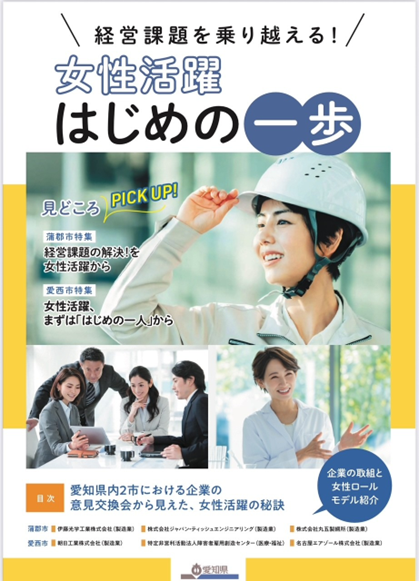 経営課題を乗り越える！
女性活躍
はじめの一歩
見どころ PICK UP!
蒲郡市特集
経営課題の解決！を
女性活躍から
愛西市特集
女性活躍、
まずは「はじめの一人」から
企業の取組と
女性ロール
モデル紹介
目次
愛知県内2市における企業の
意見交換会から見えた、女性活躍の秘訣
蒲郡市 伊藤光学工業株式会社（製造業） 株式会社ジャパン・ティッシュエンジニアリング（製造業） 株式会社丸五製綱所（製造業）
愛西市 朝日工業株式会社（製造業） 特定非営利活動法人障害者雇用創造センター（医療・福祉） 名古屋エアゾール株式会社（製造業）
愛知県